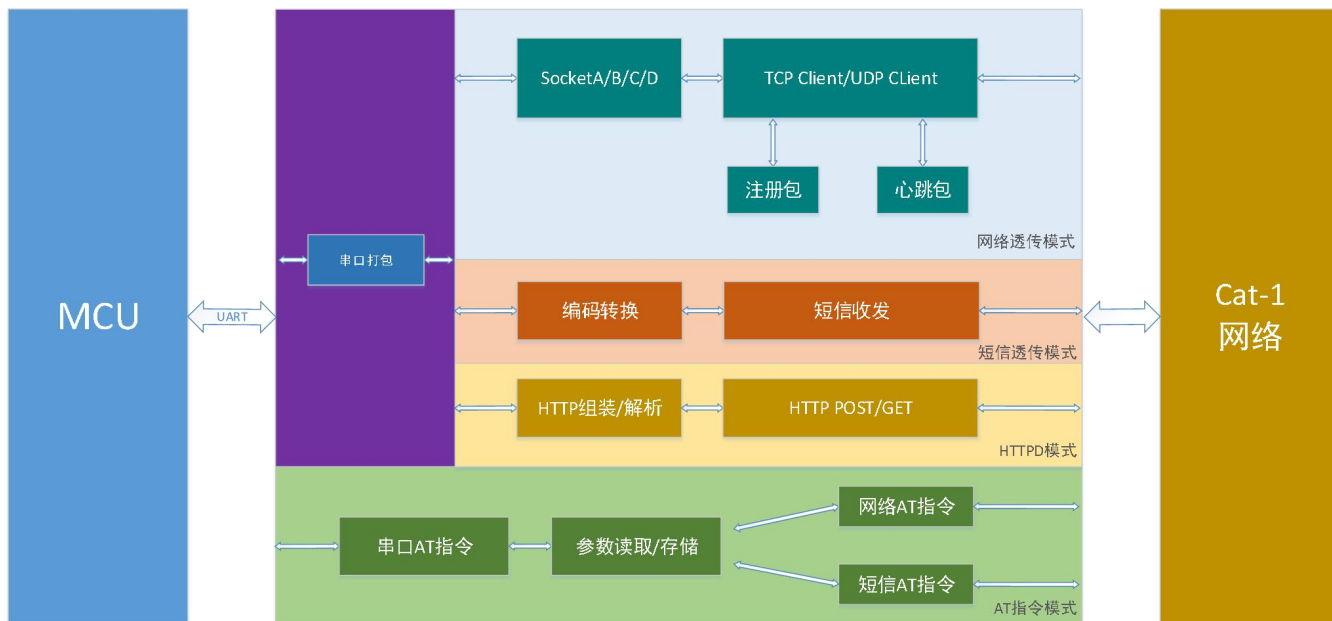 MCU
UART
串口打包
SocketA/B/C/D
TCP Client/UDP CLient
注册包
心跳包
网络透传模式
编码转换
短信收发
短信透传模式
HTTP组装/解析
HTTP POST/GET
HTTPD模式
串口AT指令
参数读取/存储
网络AT指令
短信AT指令
AT指令模式
Cat-1
网络